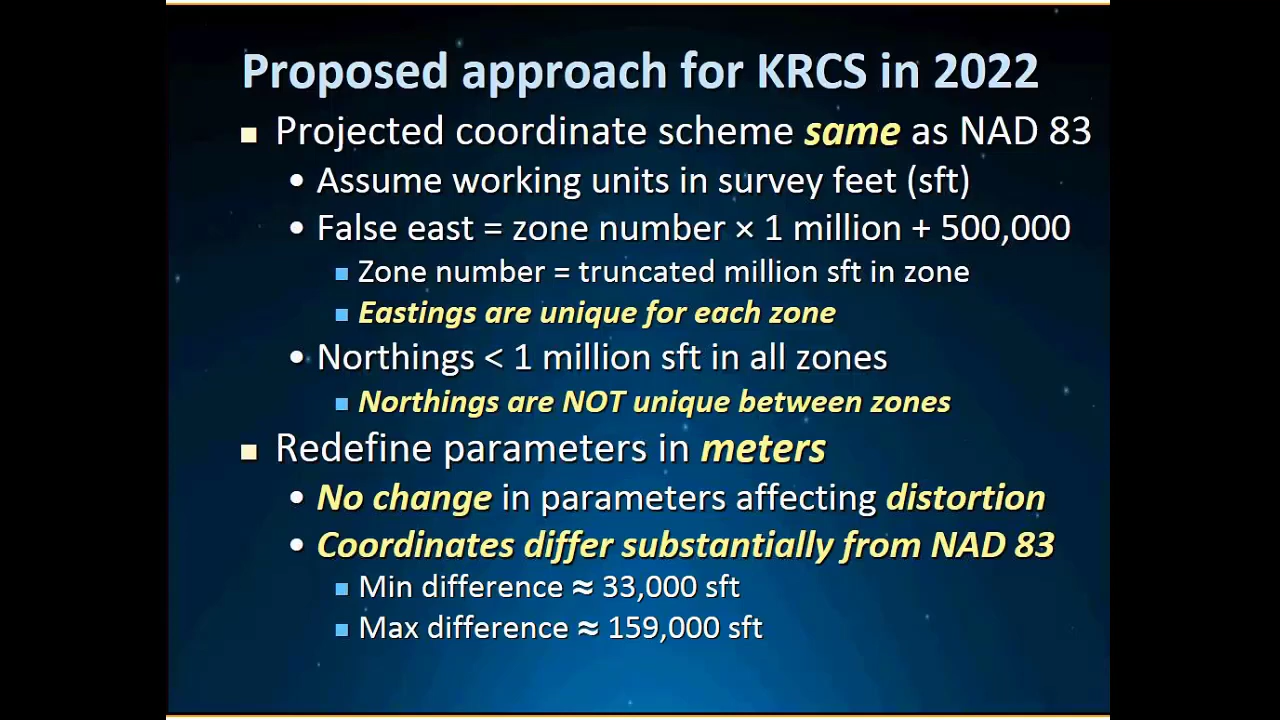 Proposed approach for KRCS in 2022
Projected coordinate scheme same as NAD 83
• Assume working units in survey feet (sft)
• False east = zone number × 1 million + 500,000
Zone number = truncated million sft in zone
Eastings are unique for each zone
• Northings < 1 million sft in all zones
Northings are NOT unique between zones
Redefine parameters in meters
• No change in parameters affecting distortion
• Coordinates differ substantially from NAD 83
Min difference ≈ 33,000 sft
Max difference ≈ 159,000 sft